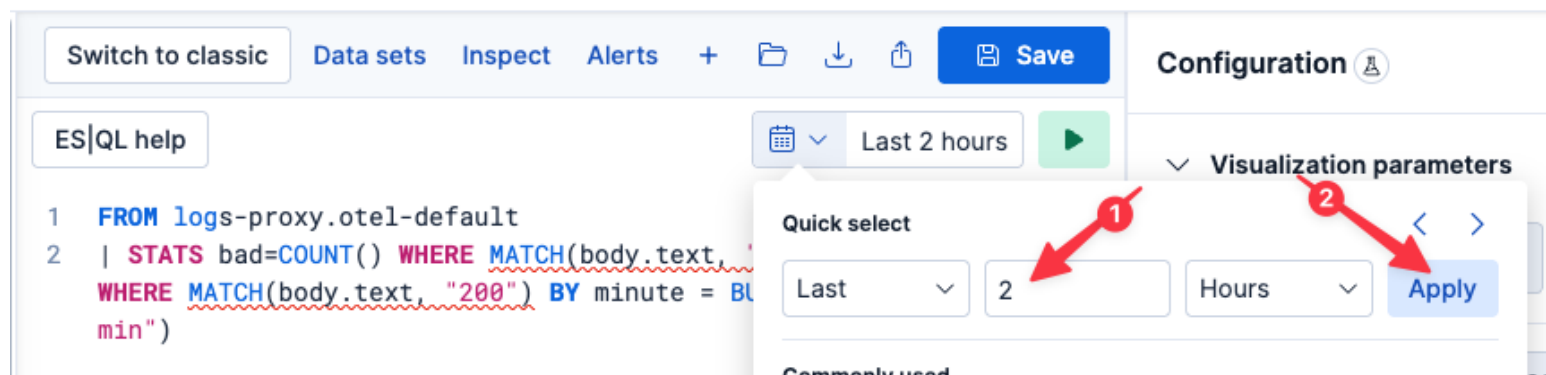 Switch to classic Data sets Inspect Alerts + Save
Configuration
ES|QL help Last 2 hours
Visualization parameters
1 FROM logs-proxy.otel-default
2 | STATS bad=COUNT() WHERE MATCH(body.text, "
WHERE MATCH(body.text, "200") BY minute = BU
min")
Quick select
1
2
Last 2 Hours Apply
Commonly used